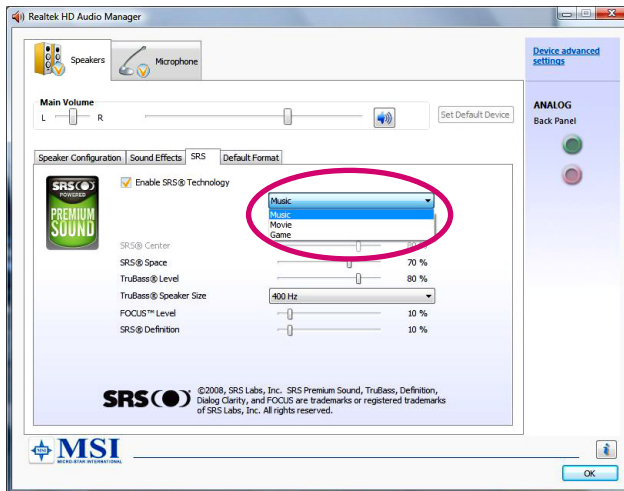 Realtek HD Audio Manager
Speakers
Microphone
Device advanced
settings
Main Volume
L
R
Set Default Device
ANALOG
Back Panel
Speaker Configuration
Sound Effects
SRS
Default Format
SRS
POWERED
PREMIUM
SOUND
Enable SRS® Technology
Music
Music
Movie
Game
SRS® Center
SRS® Space
70 %
TruBass® Level
80 %
TruBass® Speaker Size
400 Hz
FOCUS™ Level
10 %
SRS® Definition
10 %
SRS
©2008, SRS Labs, Inc. SRS Premium Sound, TruBass, Definition,
Dialog Clarity, and FOCUS are trademarks or registered trademarks
of SRS Labs, Inc. All rights reserved.
MSI
MSI
MICRO-STAR INTERNATIONAL
i
OK